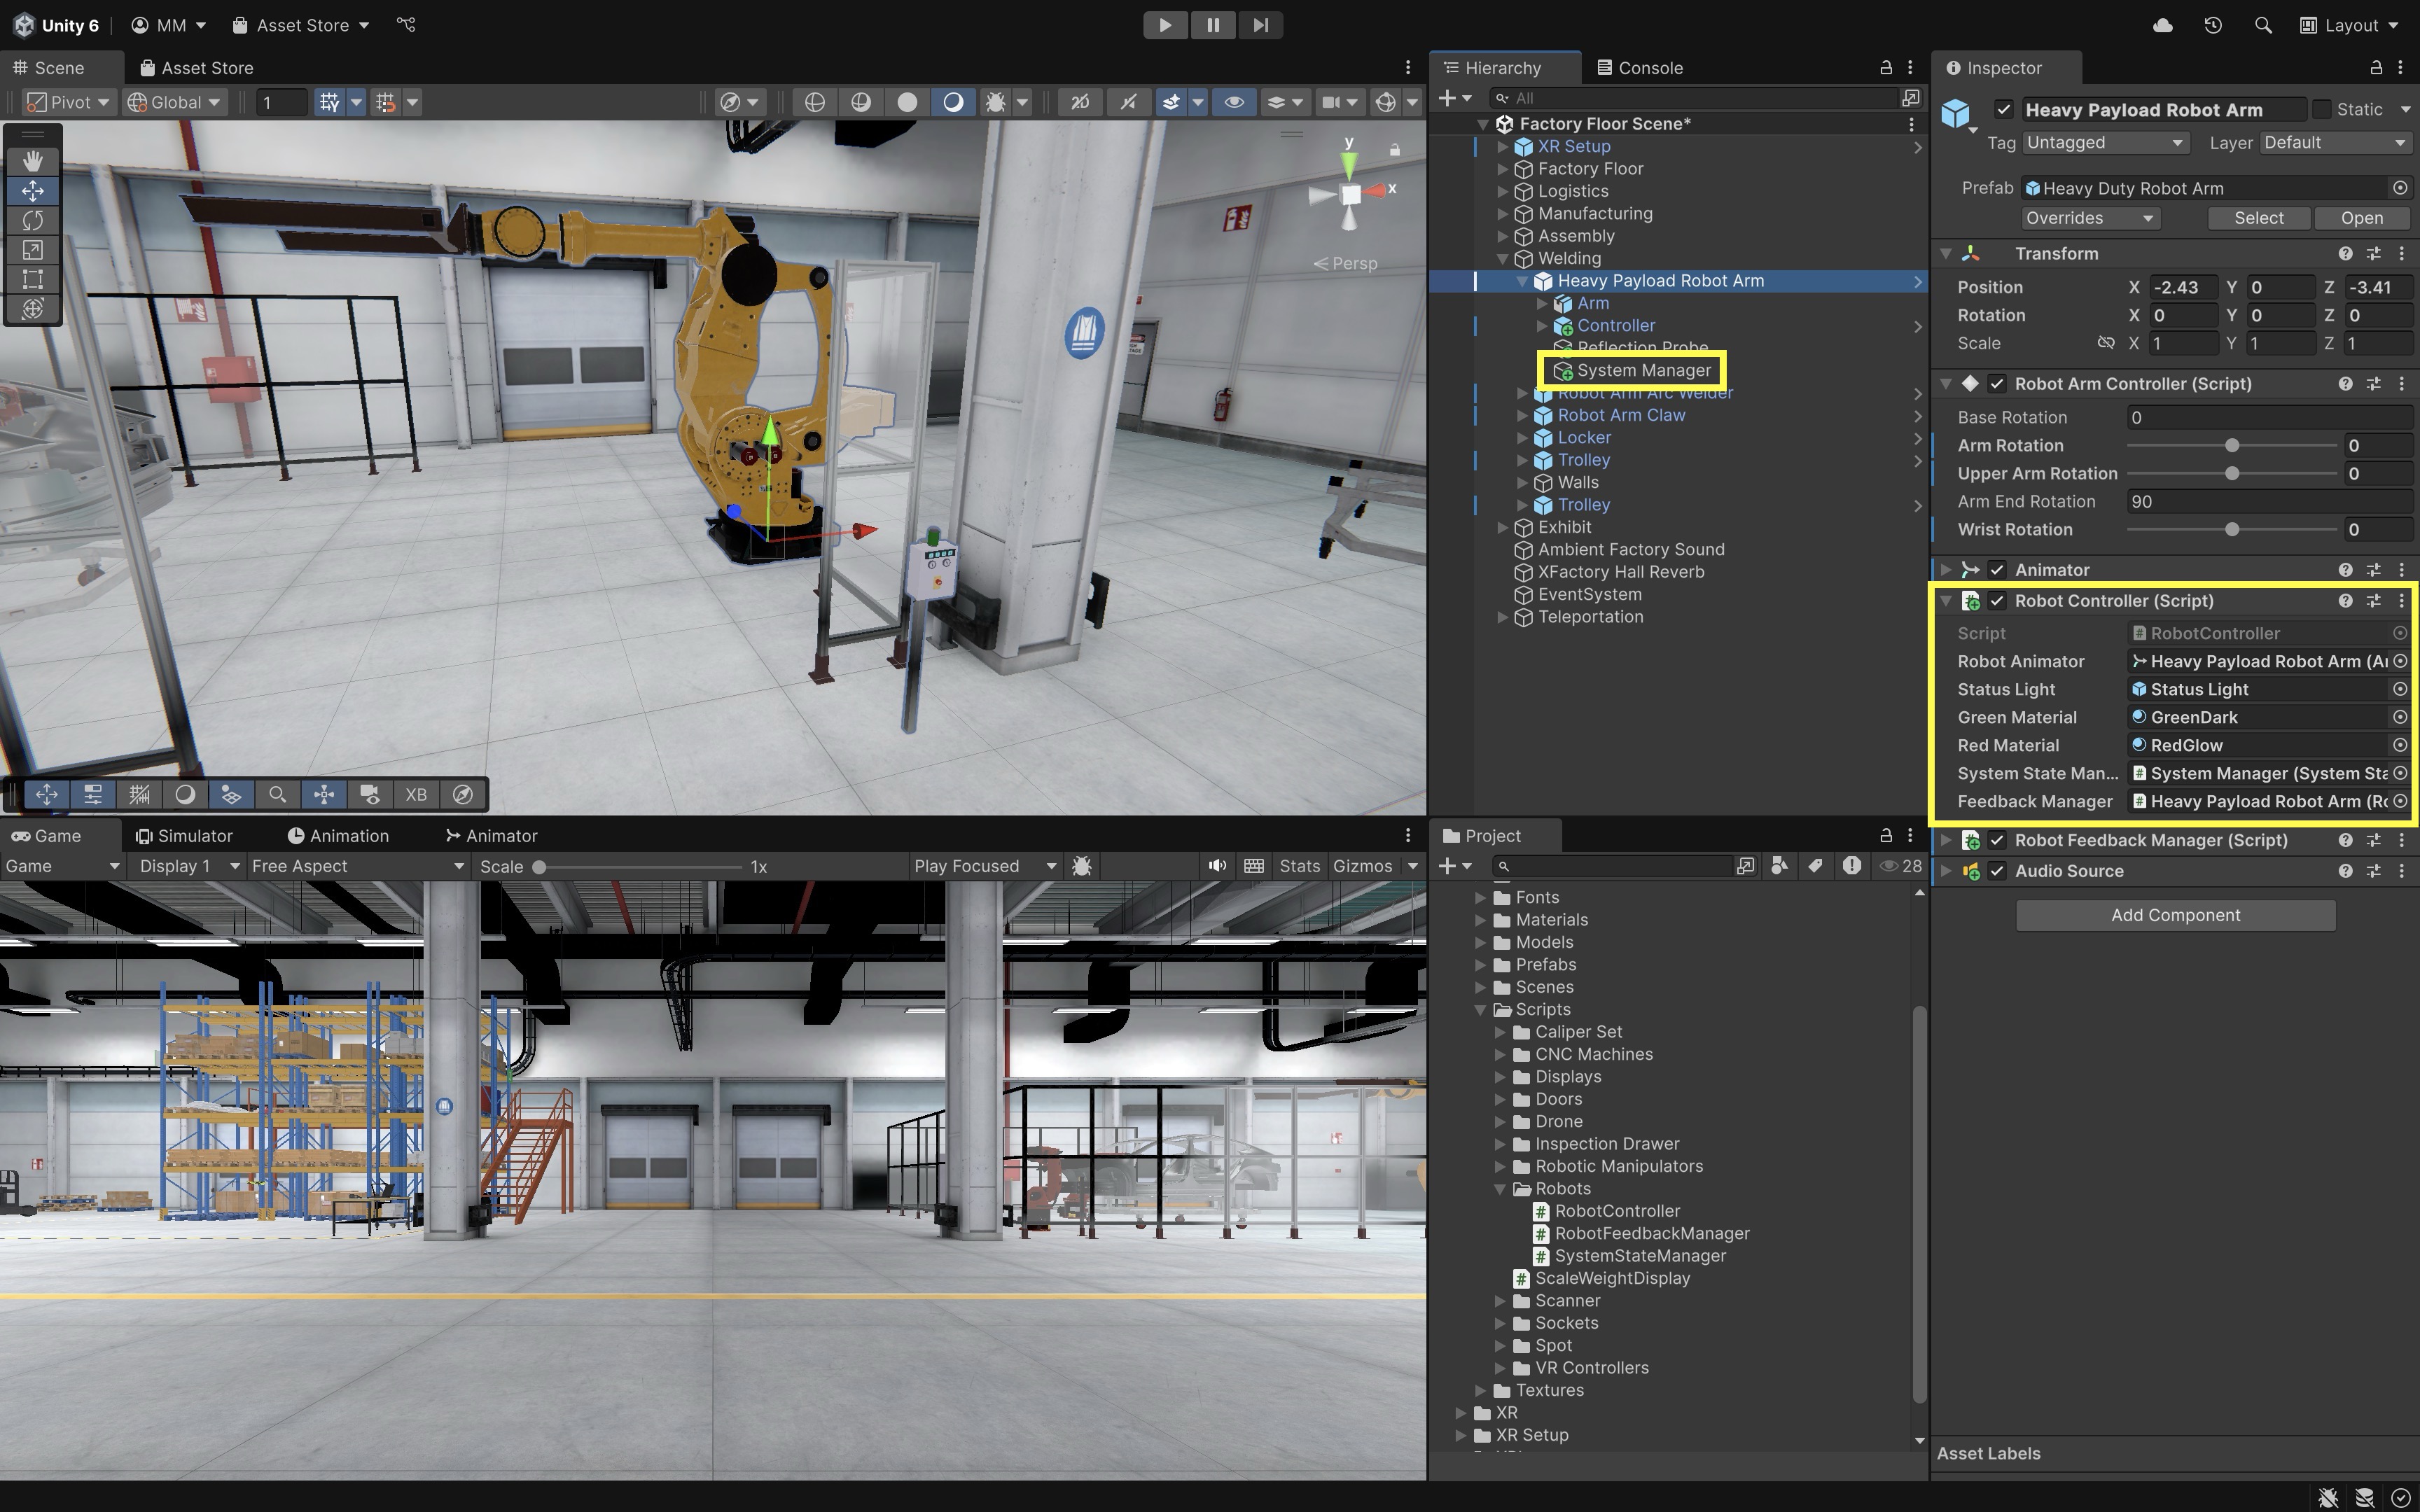 Unity 6
MM
Asset Store
Layout
Scene
Asset Store
Pivot
Global
1
2D
y
x
Persp
XB
Hierarchy
Console
All
Factory Floor Scene*
XR Setup
Factory Floor
Logistics
Manufacturing
Assembly
Welding
Heavy Payload Robot Arm
Arm
Controller
Reflection Probe
System Manager
Robot Arm Arc Welder
Robot Arm Claw
Locker
Trolley
Walls
Trolley
Exhibit
Ambient Factory Sound
XFactory Hall Reverb
EventSystem
Teleportation
Inspector
Heavy Payload Robot Arm
Static
Tag Untagged Layer Default
Prefab Heavy Duty Robot Arm
Overrides Select Open
Transform
Position X -2.43 Y 0 Z -3.41
Rotation X 0 Y 0 Z 0
Scale X 1 Y 1 Z 1
Robot Arm Controller (Script)
Base Rotation 0
Arm Rotation 0
Upper Arm Rotation 0
Arm End Rotation 90
Wrist Rotation 0
Animator
Robot Controller (Script)
Script RobotController
Robot Animator Heavy Payload Robot Arm (A
Status Light Status Light
Green Material GreenDark
Red Material RedGlow
System State Man... System Manager (System Sta
Feedback Manager Heavy Payload Robot Arm (Ro
Robot Feedback Manager (Script)
Audio Source
Add Component
Asset Labels
Game
Simulator
Animation
Animator
Game Display 1 Free Aspect Scale 1x Play Focused Stats Gizmos
Project
28
Fonts
Materials
Models
Prefabs
Scenes
Scripts
Caliper Set
CNC Machines
Displays
Doors
Drone
Inspection Drawer
Robotic Manipulators
Robots
RobotController
RobotFeedbackManager
SystemStateManager
ScaleWeightDisplay
Scanner
Sockets
Spot
VR Controllers
Textures
XR
XR Setup